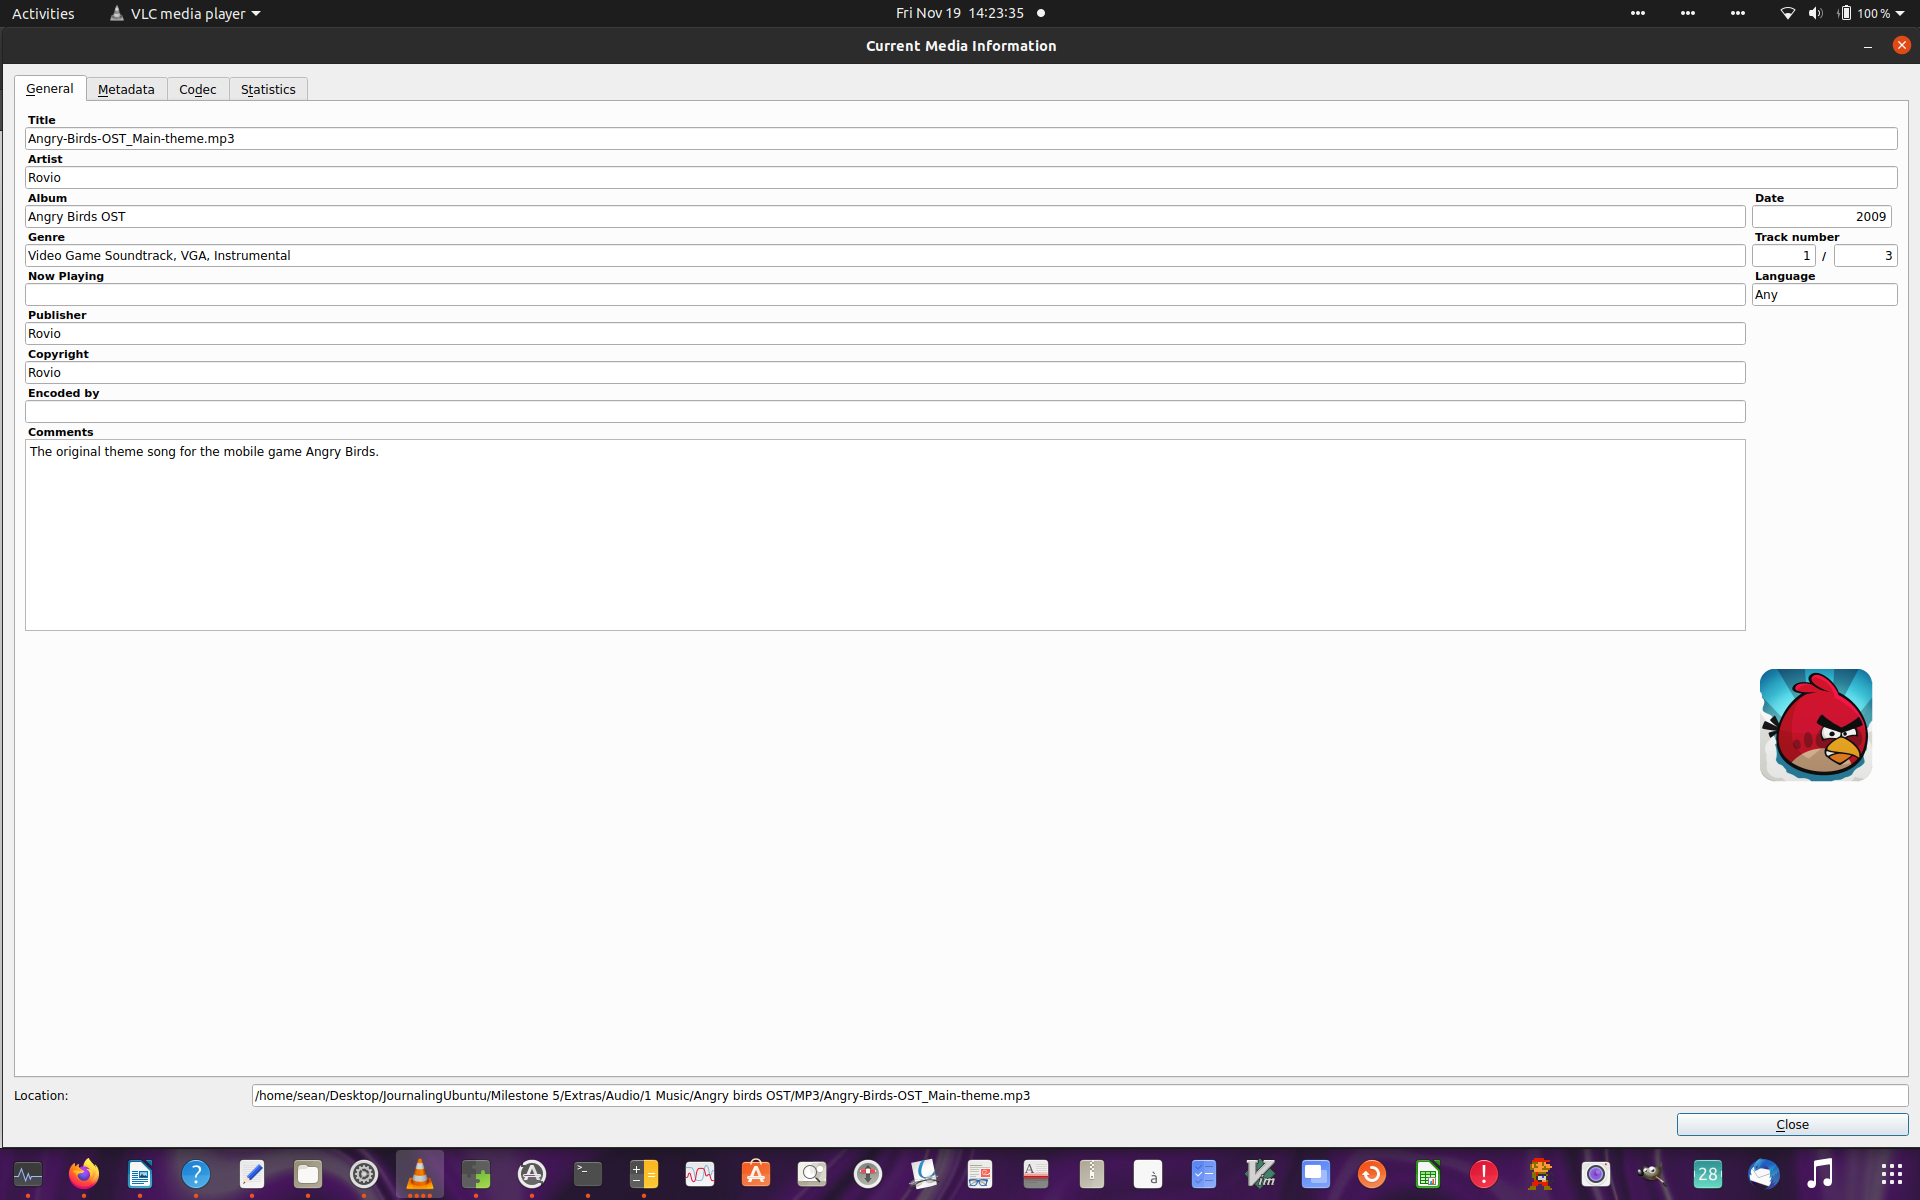 Activities
VLC media player
Fri Nov 19 14:23:35
100 %
Current Media Information
General
Metadata
Codec
Statistics
Title
Angry-Birds-OST_Main-theme.mp3
Artist
Rovio
Album
Date
Angry Birds OST
2009
Genre
Track number
Video Game Soundtrack, VGA, Instrumental
1 / 3
Now Playing
Language
Any
Publisher
Rovio
Copyright
Rovio
Encoded by
Comments
The original theme song for the mobile game Angry Birds.
Location:
/home/sean/Desktop/JournalingUbuntu/Milestone 5/Extras/Audio/1 Music/Angry birds OST/MP3/Angry-Birds-OST_Main-theme.mp3
Close
28